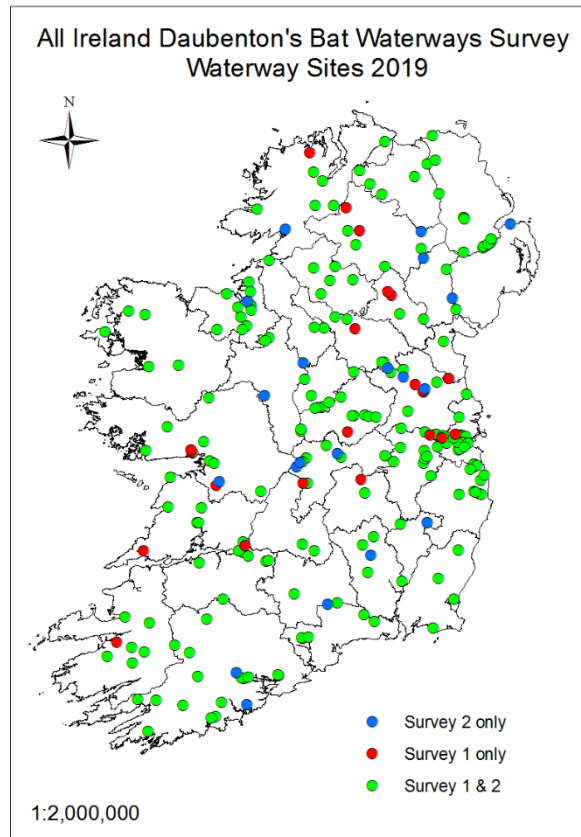 All Ireland Daubenton's Bat Waterways Survey
Waterway Sites 2019
N
Survey 2 only
Survey 1 only
Survey 1 & 2
1:2,000,000